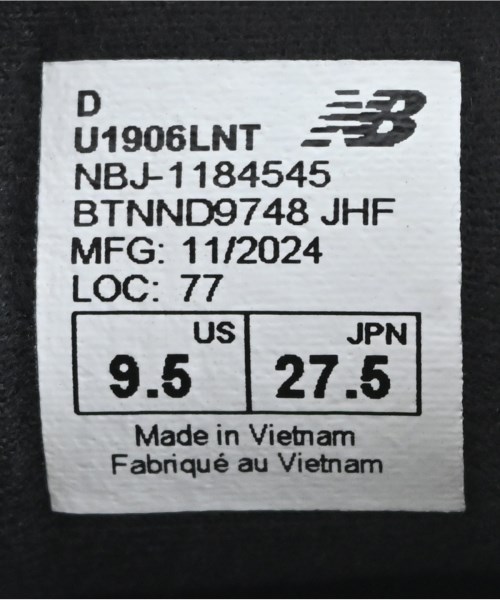 D
U1906LNT
NB
NBJ-1184545
BTNND9748 JHF
MFG: 11/2024
LOC: 77
US JPN
9.5 27.5
Made in Vietnam
Fabriqué au Vietnam